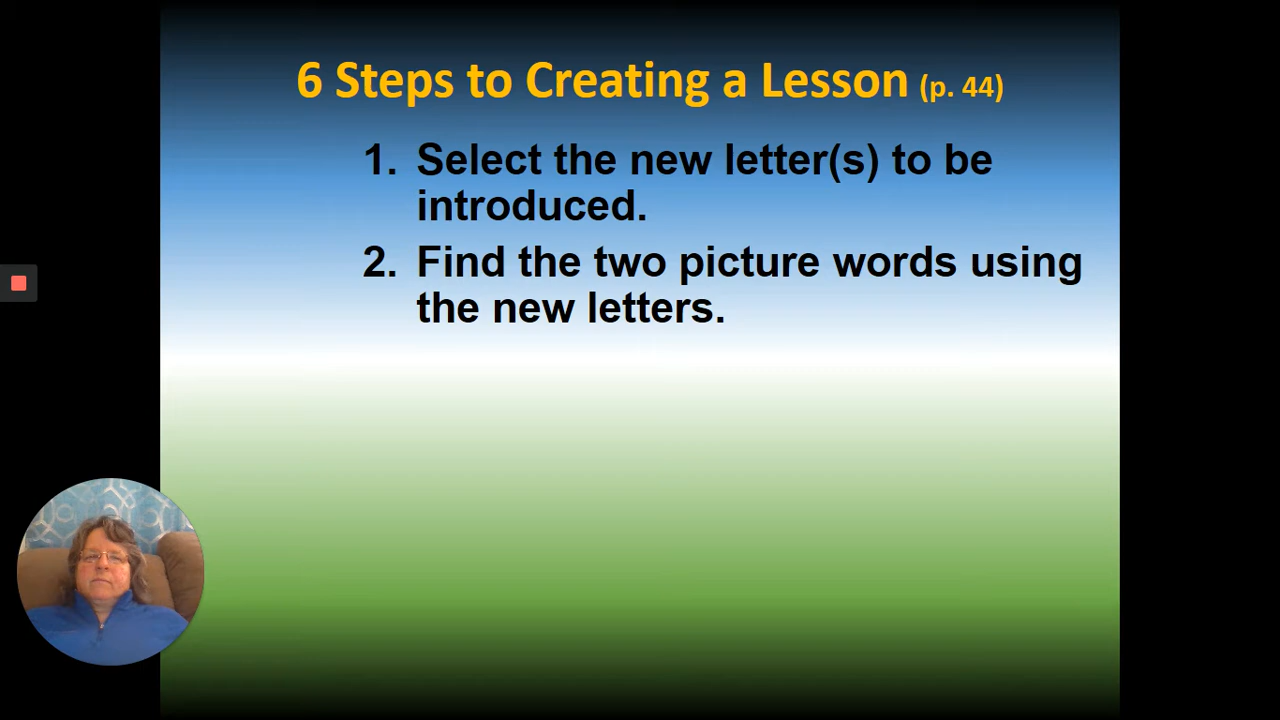 6 Steps to Creating a Lesson (p. 44)
1. Select the new letter(s) to be
introduced.
2. Find the two picture words using
the new letters.